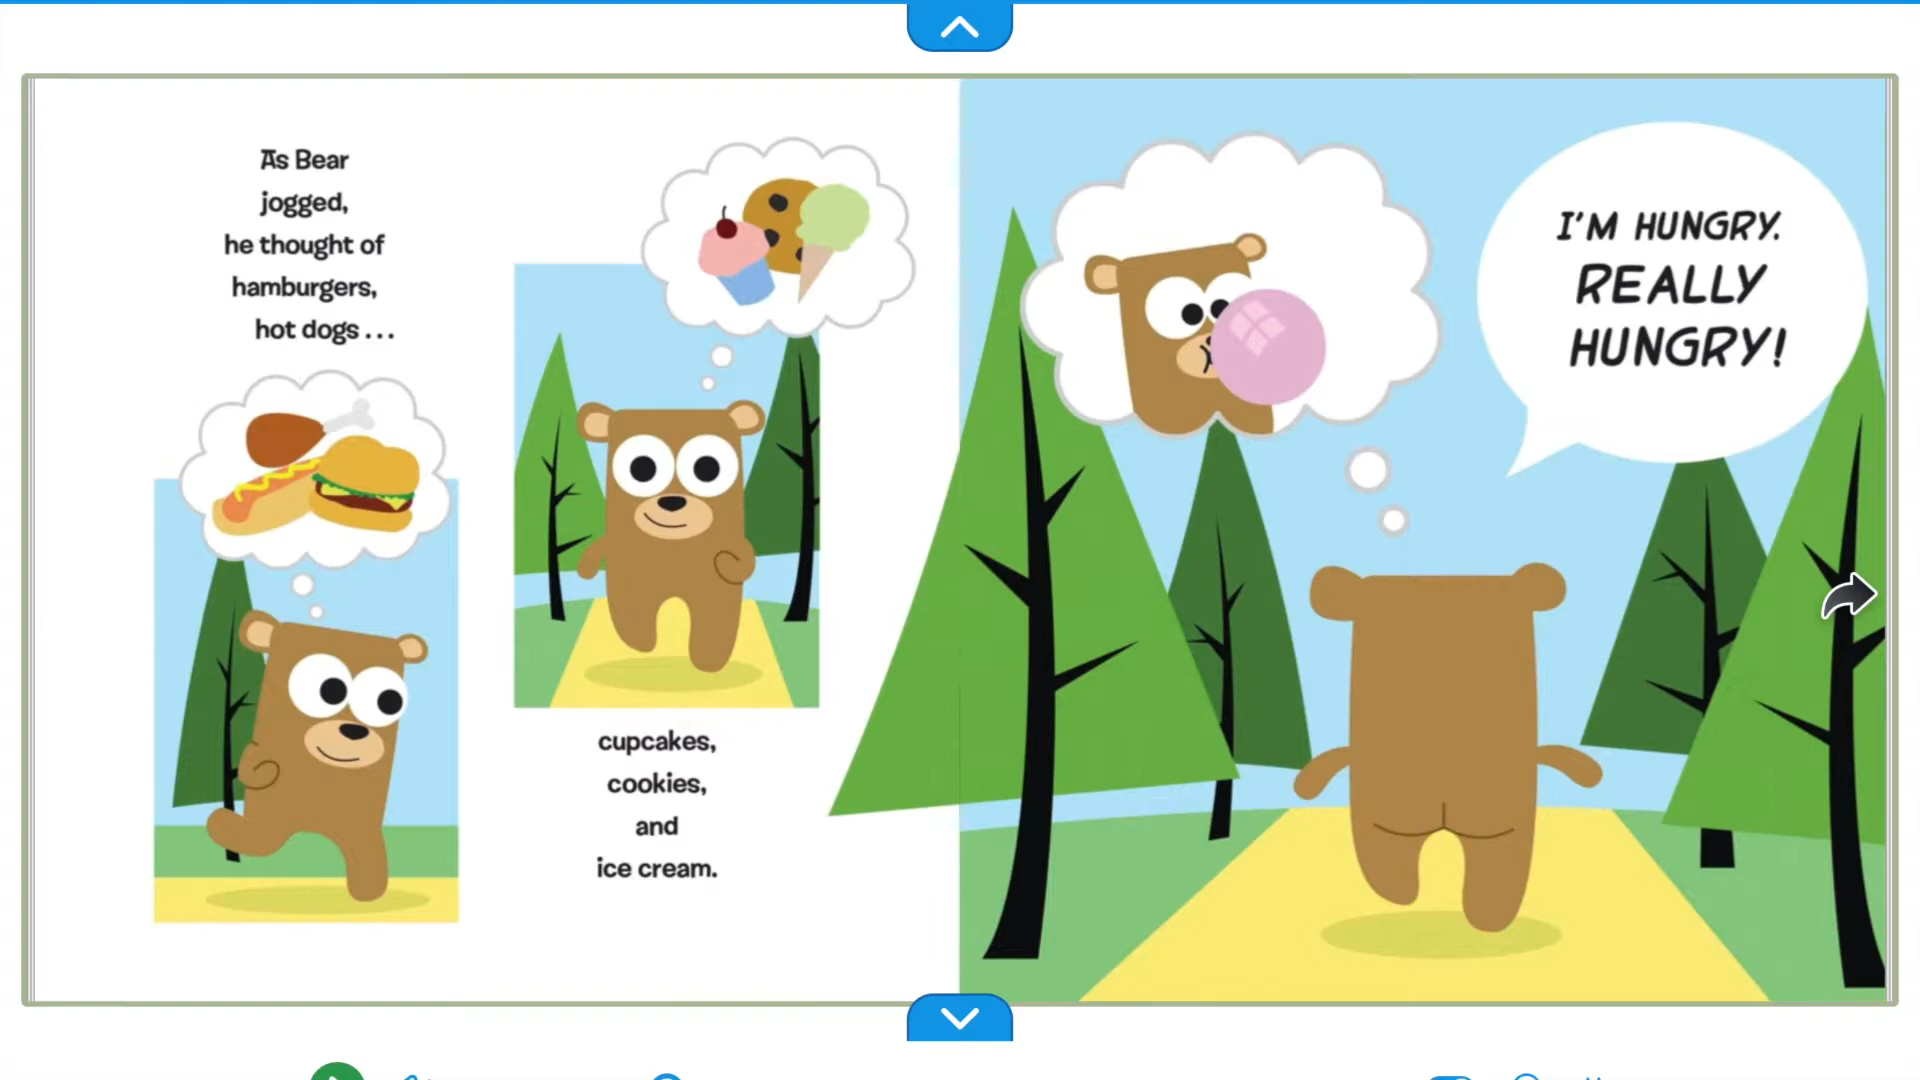 As Bear
jogged,
he thought of
hamburgers,
hot dogs . . .
cupcakes,
cookies,
and
ice cream.
I'M HUNGRY.
REALLY
HUNGRY!